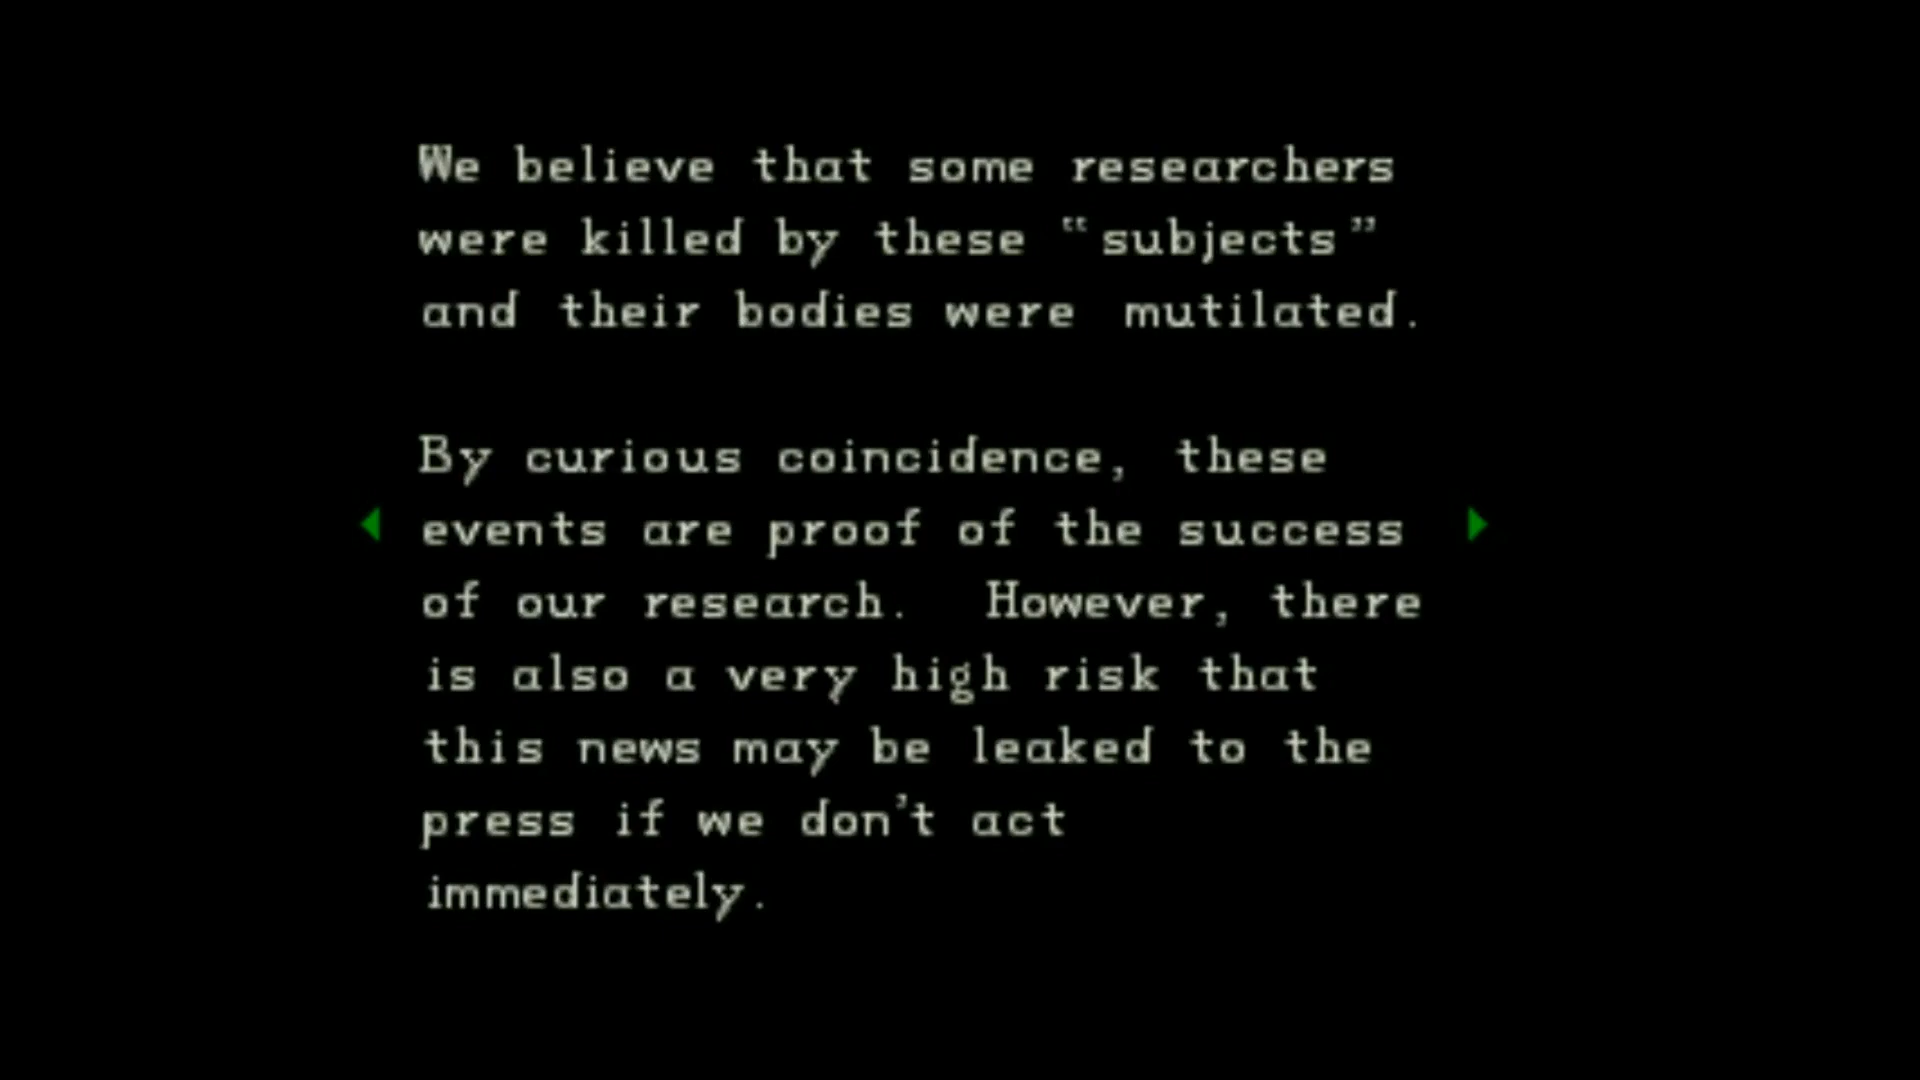 We believe that some researchers
were killed by these “subjects”
and their bodies were mutilated.
By curious coincidence, these
events are proof of the success
of our research. However, there
is also a very high risk that
this news may be leaked to the
press if we don't act
immediately.